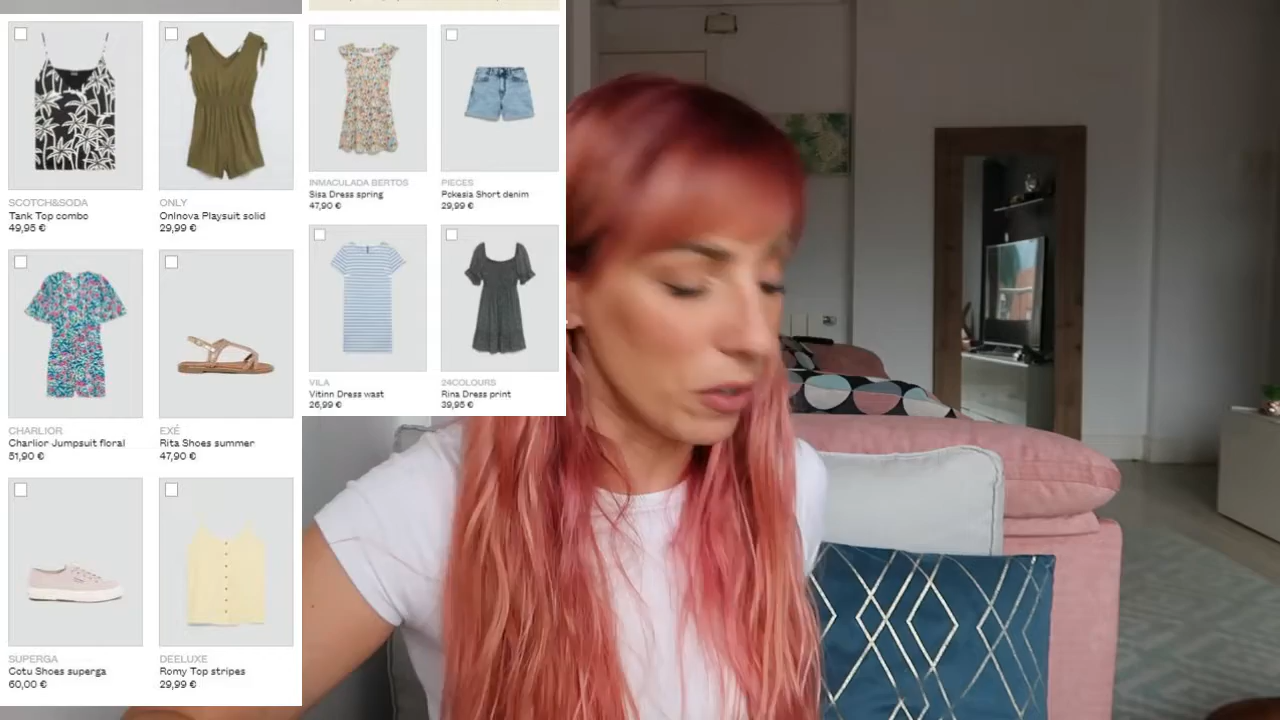 SCOTCH&SODA
Tank Top combo
49,95 €
ONLY
Onlnova Playsuit solid
29,99 €
CHARLIOR
Charlior Jumpsuit floral
51,90 €
EXÉ
Rita Shoes summer
47,90 €
SUPERGA
Cotu Shoes superga
60,00 €
DEELUXE
Romy Top stripes
29,99 €
INMACULADA BERTOS
Sisa Dress spring
47,90 €
PIECES
Pckesia Short denim
29,99 €
VILA
Vitinn Dress wast
26,99 €
24COLOURS
Rina Dress print
39,95 €